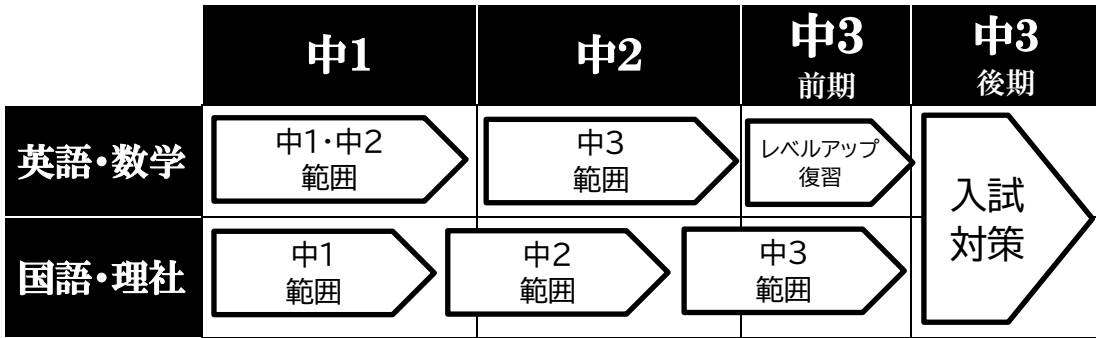 中1
中2
中3
前期
中3
後期
英語・数学
中1・中2
範囲
中3
範囲
レベルアップ
復習
入試
対策
国語・理社
中1
範囲
中2
範囲
中3
範囲